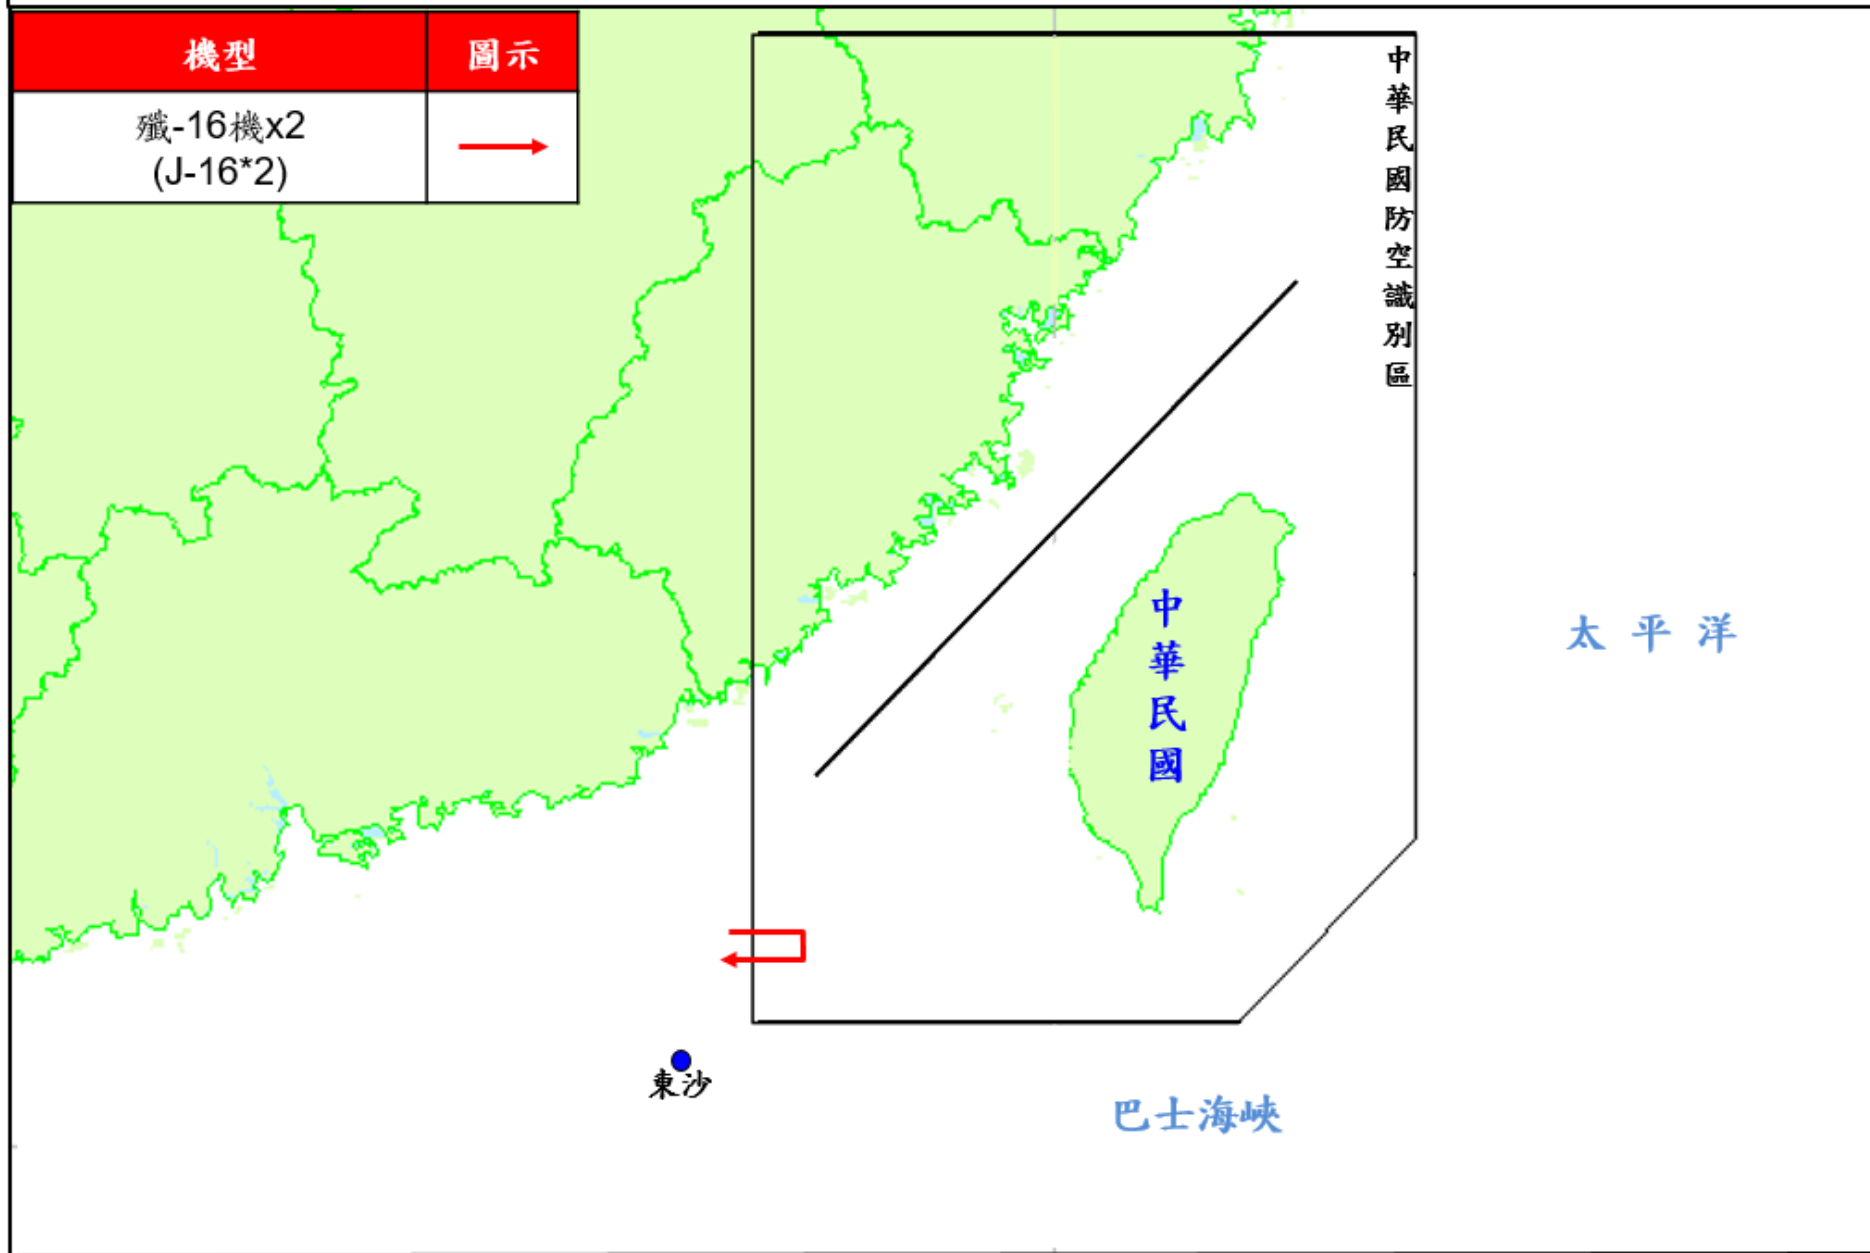 機型 圖示
殲-16機x2
(J-16*2)
中華民國防空識別區
中華民國
太平洋
東沙
巴士海峽